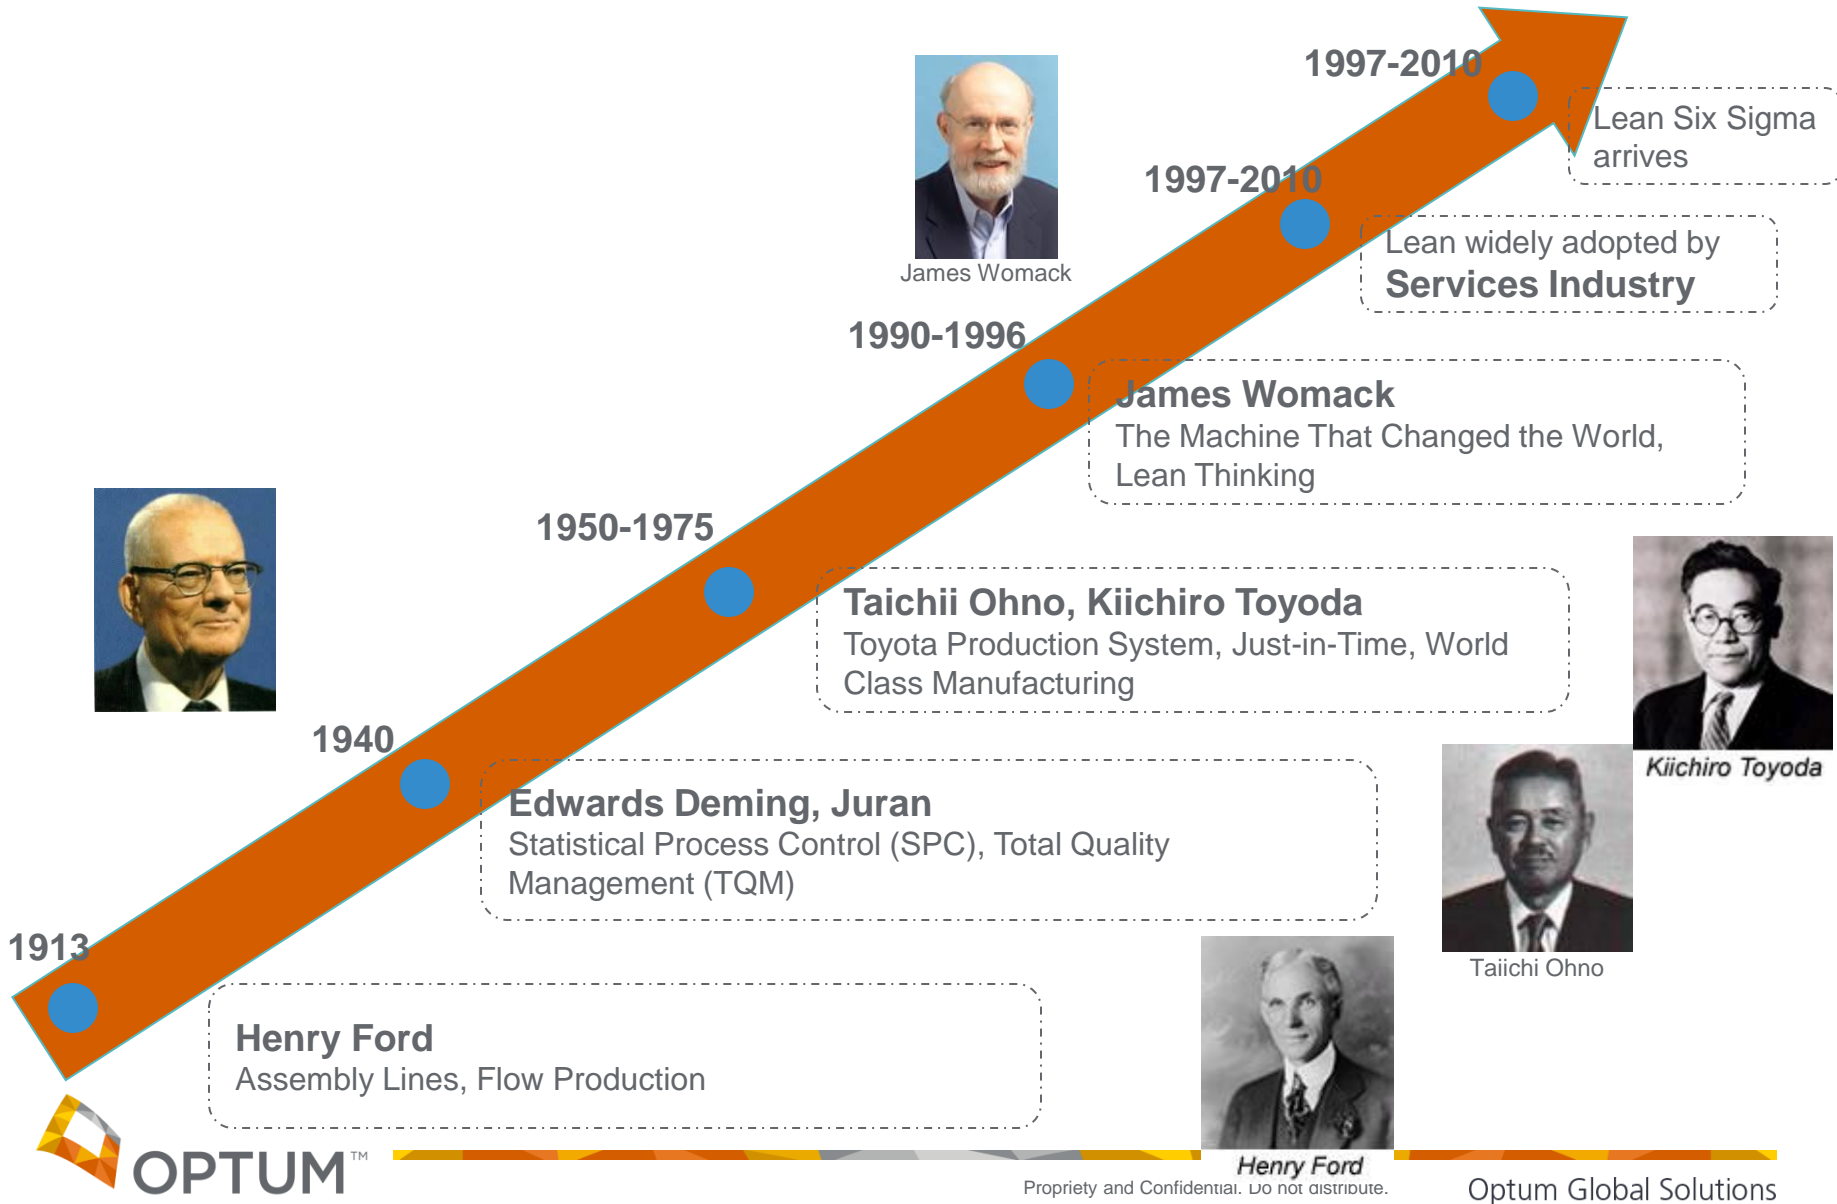 1997-2010
Lean Six Sigma
arrives
1997-2010
Lean widely adopted by
Services Industry
James Womack
1990-1996
James Womack
The Machine That Changed the World,
Lean Thinking
1950-1975
Taichii Ohno, Kiichiro Toyoda
Toyota Production System, Just-in-Time, World
Class Manufacturing
Kiichiro Toyoda
1940
Edwards Deming, Juran
Statistical Process Control (SPC), Total Quality
Management (TQM)
Taiichi Ohno
1913
Henry Ford
Assembly Lines, Flow Production
Henry Ford
OPTUM™
Propriety and Confidential. Do not distribute.
Optum Global Solutions